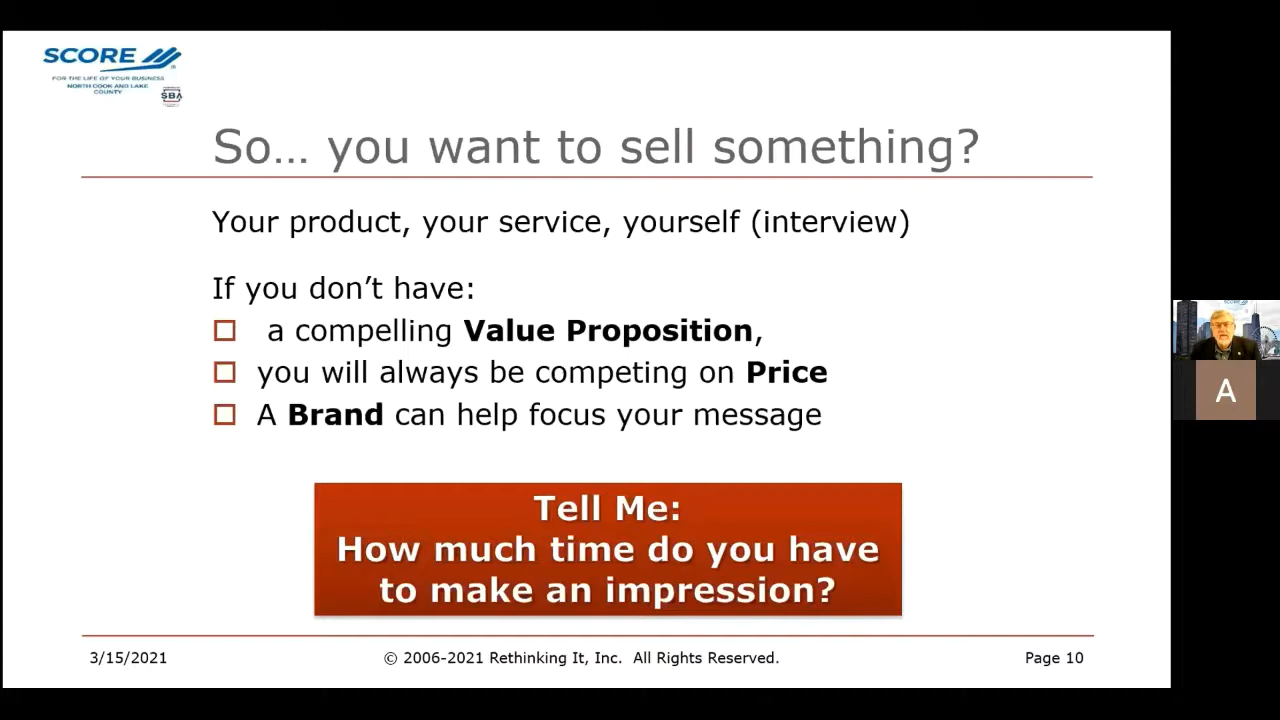 SCORE
FOR THE LIFE OF YOUR BUSINESS
NORTH COOK AND LAKE
COUNTY
SBA
So... you want to sell something?
Your product, your service, yourself (interview)
If you don’t have:
a compelling Value Proposition,
you will always be competing on Price
A Brand can help focus your message
Tell Me:
How much time do you have
to make an impression?
A
3/15/2021
© 2006-2021 Rethinking It, Inc. All Rights Reserved.
Page 10